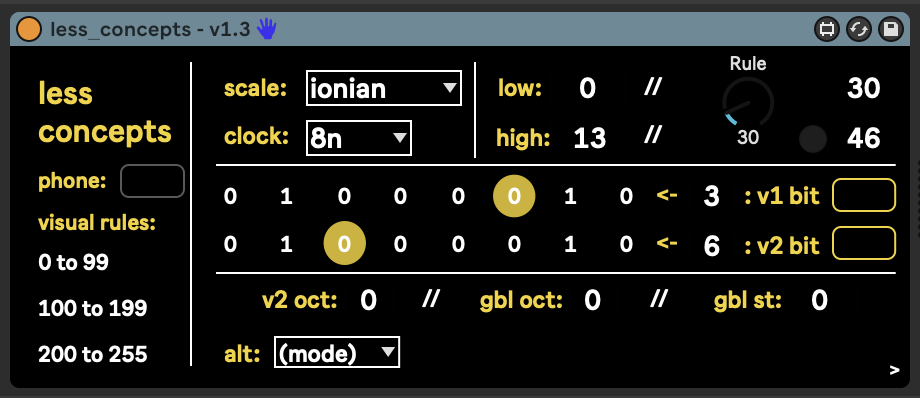 less_concepts - v1.3
less
concepts
phone:
visual rules:
0 to 99
100 to 199
200 to 255
scale: ionian
clock: 8n
low: 0 //
high: 13 //
Rule
30
30
46
0 1 0 0 0 0 1 0 <- 3 : v1 bit
0 1 0 0 0 0 1 0 <- 6 : v2 bit
v2 oct: 0 // gbl oct: 0 // gbl st: 0
alt: (mode)
>